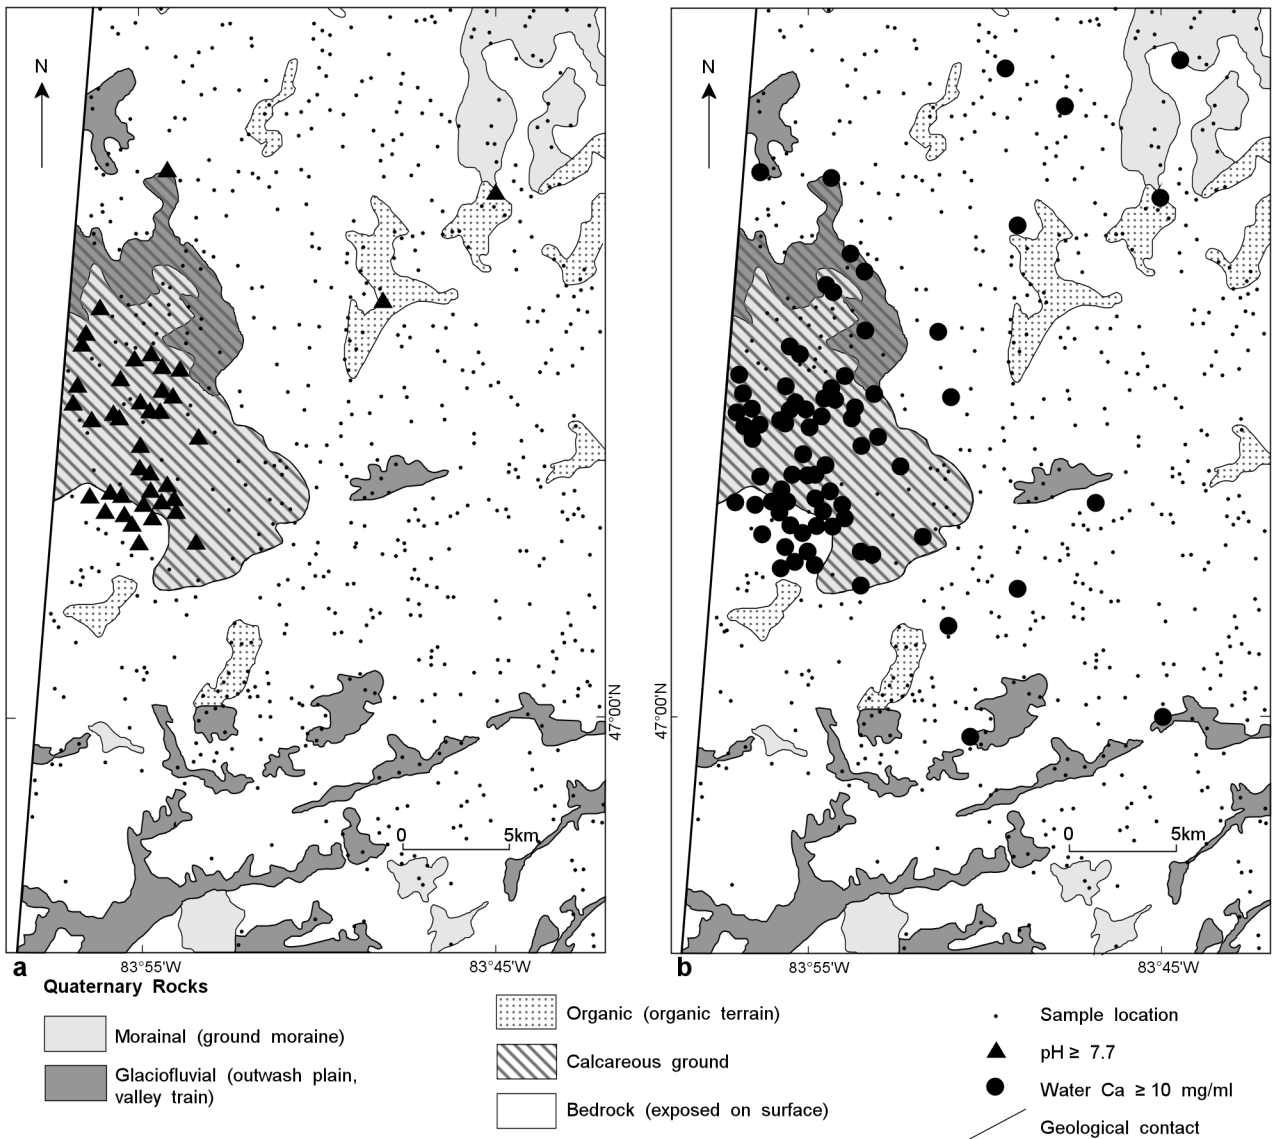 N
N
0 5km
0 5km
47°00'N
47°00'N
a
83°55'W
83°45'W
b
83°55'W
83°45'W
Quaternary Rocks
Morainal (ground moraine)
Glaciofluvial (outwash plain,
valley train)
Organic (organic terrain)
Calcareous ground
Bedrock (exposed on surface)
Sample location
pH ≥ 7.7
Water Ca ≥ 10 mg/ml
Geological contact